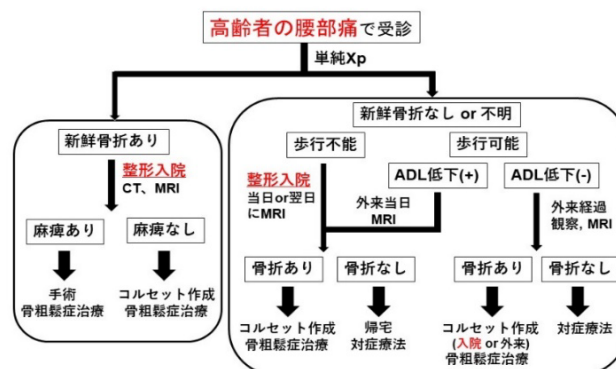 高齢者の腰部痛で受診
単純Xp
新鮮骨折あり
整形入院
CT、MRI
麻痺あり
麻痺なし
手術
骨粗鬆症治療
コルセット作成
骨粗鬆症治療
新鮮骨折なし or 不明
歩行不能
歩行可能
整形入院
当日or翌日
にMRI
ADL低下(+)
ADL低下(-)
外来当日
MRI
外来経過
観察, MRI
骨折あり
骨折なし
骨折あり
骨折なし
コルセット作成
骨粗鬆症治療
帰宅
対症療法
コルセット作成
(入院 or 外来)
骨粗鬆症治療
対症療法